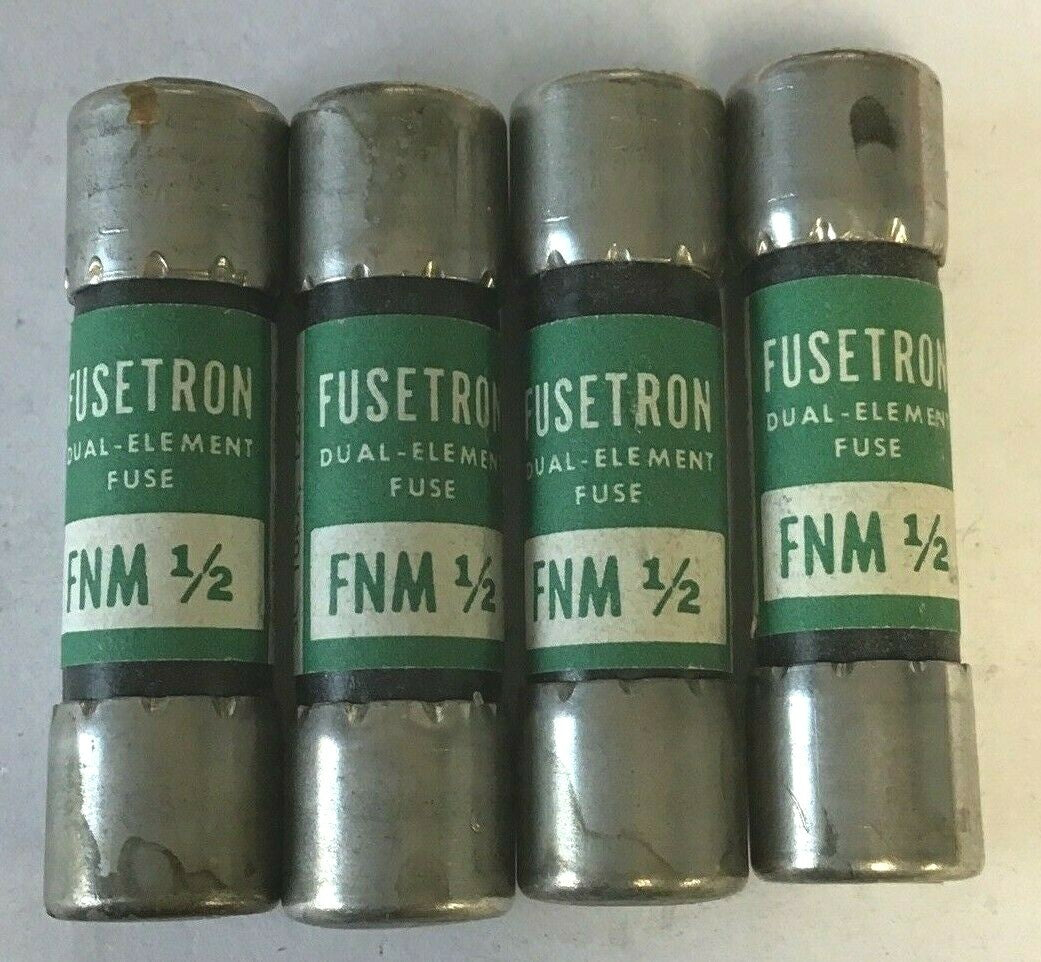 FUSETRON
DUAL-ELEMENT
FUSE
FNM 1/2
FUSETRON
DUAL-ELEMEN
FUSE
FNM 1/2
FUSETRON
DUAL-ELEMENT
FUSE
FNM 1/2
FUSETRON
DUAL-ELEMENT
FUSE
FNM 1/2